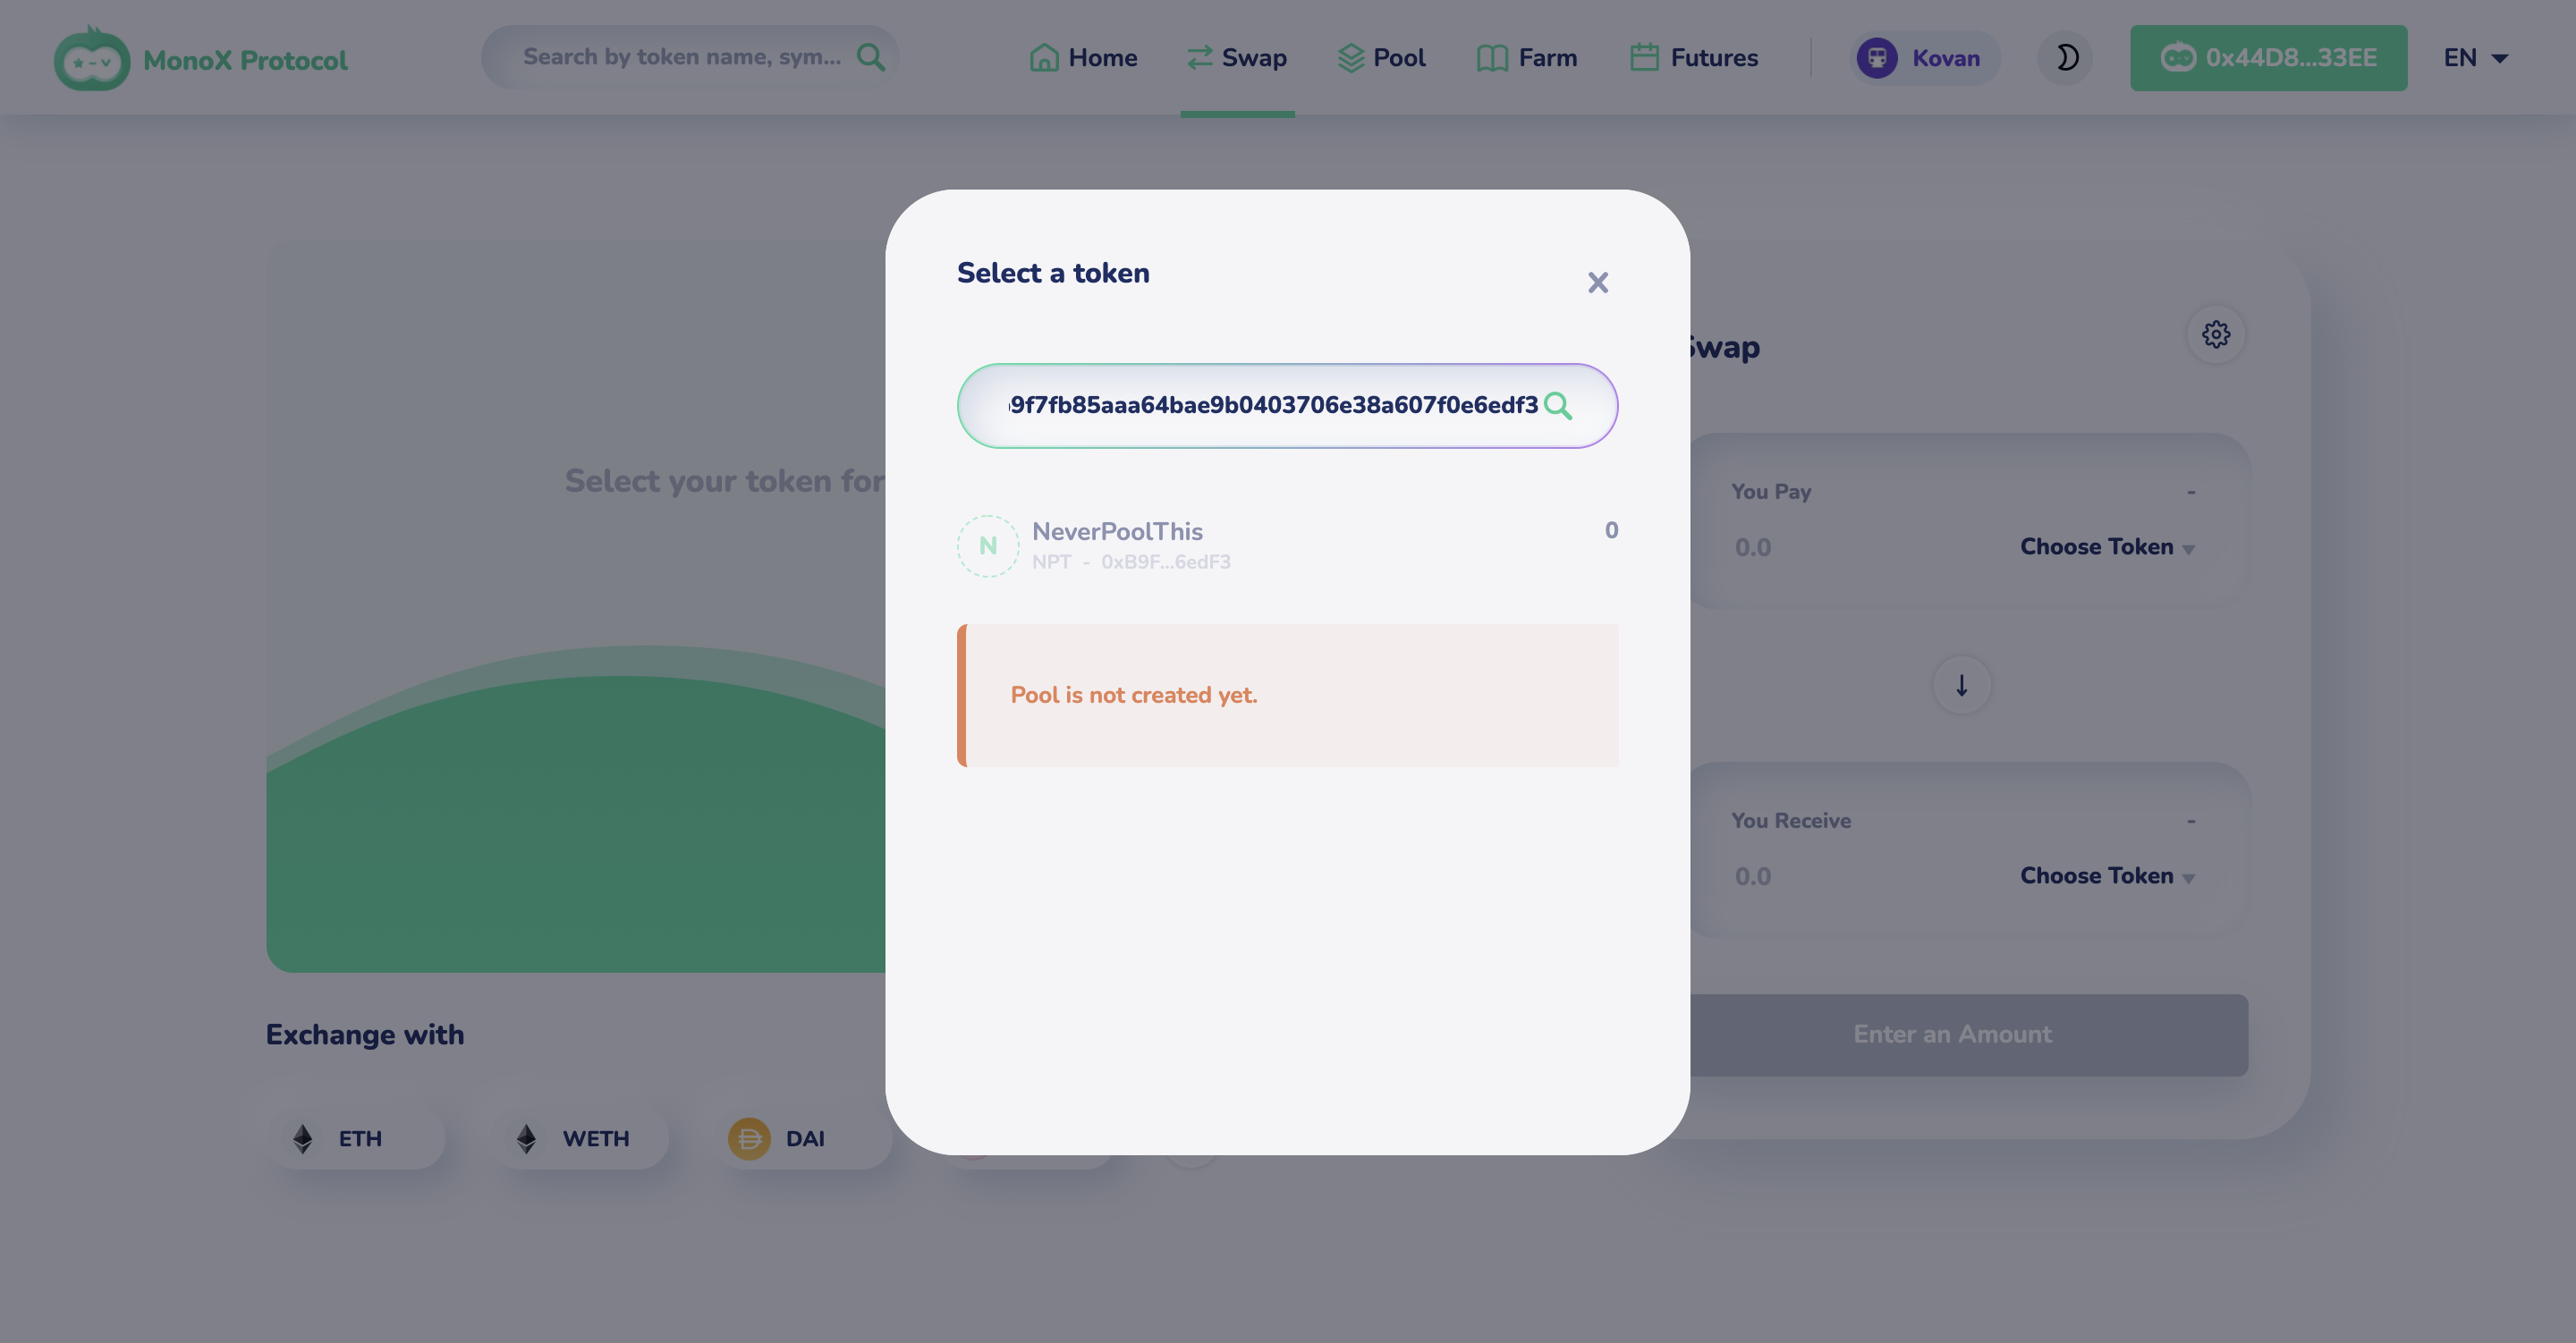 MonoX Protocol
Search by token name, sym...
Home
Swap
Pool
Farm
Futures
Kovan
0x44D8...33EE
EN
Select a token
9f7fb85aaa64bae9b0403706e38a607f0e6edf3
N
NeverPoolThis
0
NPT - 0xB9F...6edF3
Pool is not created yet.
Select your token for
Swap
You Pay
-
0.0
Choose Token
You Receive
-
0.0
Choose Token
Enter an Amount
Exchange with
ETH
WETH
DAI